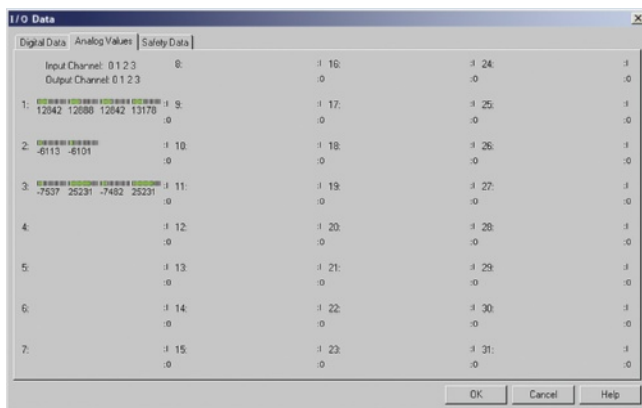 I/O Data
Digital Data Analog Values Safety Data
Input Channel: 0 1 2 3 8: :I 16: :I 24: :I
Output Channel: 0 1 2 3 :O :O :O
1: 12842 12888 12842 13178 :I 9: :I 17: :I 25: :I
:O :O :O :O
2: -6113 -6101 :I 10: :I 18: :I 26: :I
:O :O :O :O
3: -7537 25231 -7482 25231 :I 11: :I 19: :I 27: :I
:O :O :O :O
4: :I 12: :I 20: :I 28: :I
:O :O :O :O
5: :I 13: :I 21: :I 29: :I
:O :O :O :O
6: :I 14: :I 22: :I 30: :I
:O :O :O :O
7: :I 15: :I 23: :I 31: :I
:O :O :O :O
OK Cancel Help